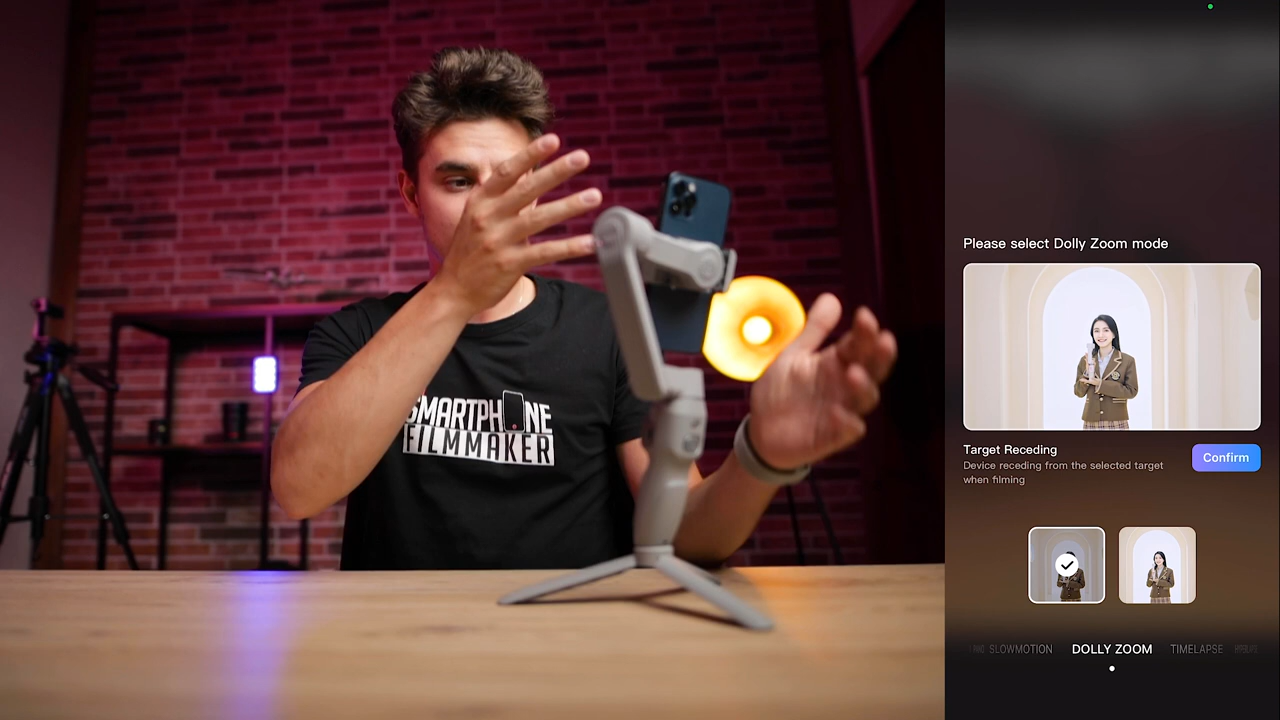 SMARTPHONE
FILMMAKER
Please select Dolly Zoom mode
Target Receding
Device receding from the selected target
when filming
Confirm
SLOWMOTION
DOLLY ZOOM
TIMELAPSE